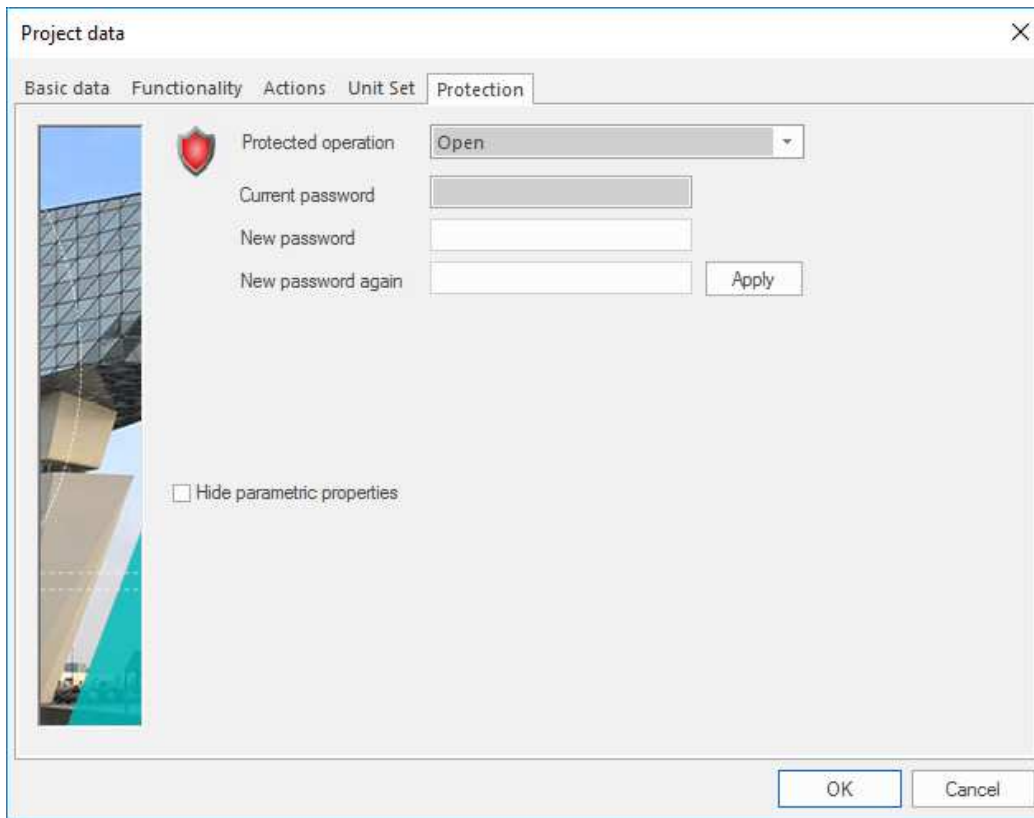 Project data
Basic data Functionality Actions Unit Set Protection
Protected operation Open
Current password
New password
New password again Apply
Hide parametric properties
OK Cancel